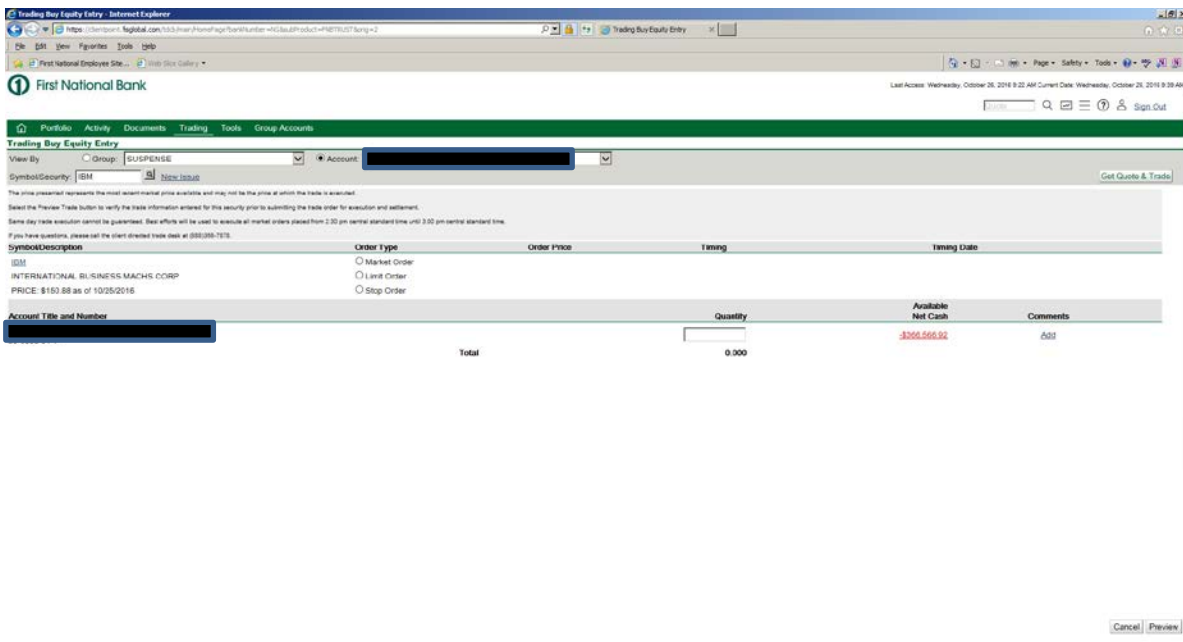 Trading Buy Equity Entry - Internet Explorer
Trading Buy Equity Entry
File Edit View Favorites Tools Help
First National Employee Site... Web Slice Gallery
Page Safety Tools
First National Bank
Last Access: Wednesday, October 26, 2016 9:22 AM Current Date: Wednesday, October 26, 2016 9:39 AM
Quote Sign Out
Portfolio Activity Documents Trading Tools Group Accounts
Trading Buy Equity Entry
View By Group: SUSPENSE Account:
Symbol/Security: IBM New Issue Get Quote & Trade
The price presented represents the most recent market price available and may not be the price at which the trade is executed.
Select the Preview Trade button to verify the trade information entered for this security prior to submitting the trade order for execution and settlement.
Same day trade execution cannot be guaranteed. Best efforts will be used to execute all market orders placed from 2:30 pm central standard time until 3:00 pm central standard time.
If you have questions, please call the client directed trade desk at
Symbol/Description Order Type Order Price Timing Timing Date
IBM Market Order
INTERNATIONAL BUSINESS MACHS CORP Limit Order
PRICE: as of 10/25/2016 Stop Order
Account Title and Number Quantity Available Net Cash Comments
-$366,566.92 Add
Total 0.000
Cancel Preview